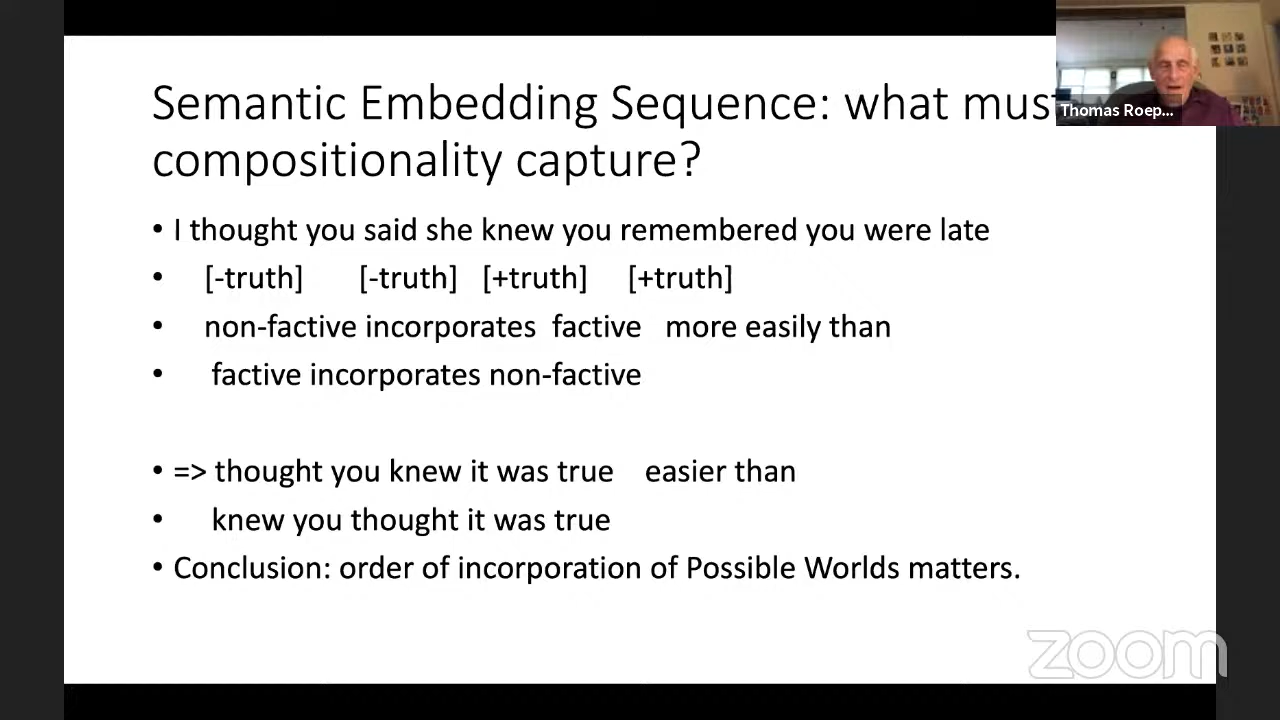 Semantic Embedding Sequence: what mus
compositionality capture?
Thomas Roep...
• I thought you said she knew you remembered you were late
• [-truth] [-truth] [+truth] [+truth]
• non-factive incorporates factive more easily than
• factive incorporates non-factive
• => thought you knew it was true easier than
• knew you thought it was true
• Conclusion: order of incorporation of Possible Worlds matters.
zoom